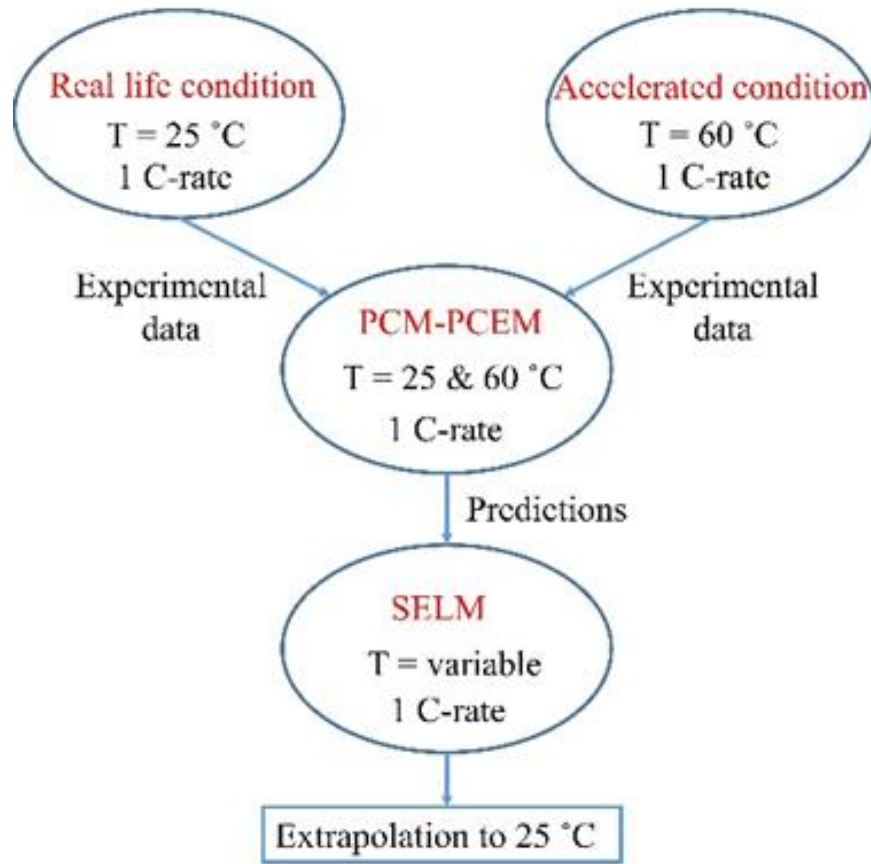 Real life condition
T = 25 °C
1 C-rate
Accelerated condition
T = 60 °C
1 C-rate
Experimental
data
Experimental
data
PCM-PCEM
T = 25 & 60 °C
1 C-rate
Predictions
SELM
T = variable
1 C-rate
Extrapolation to 25 °C